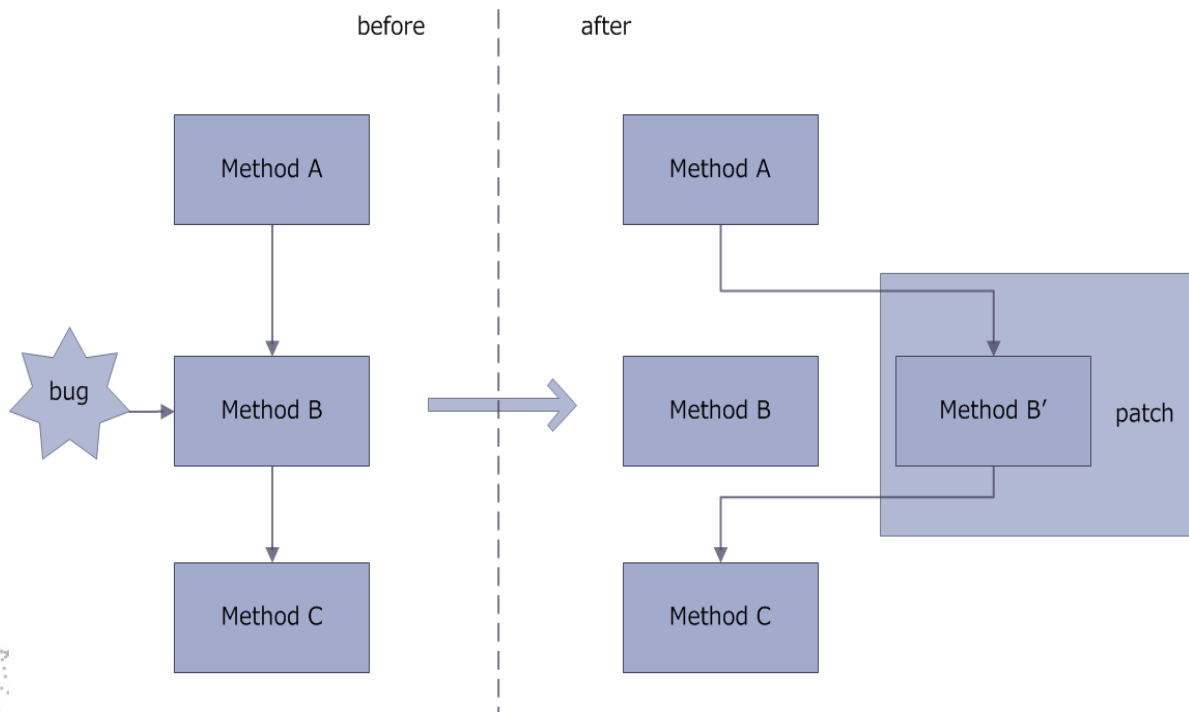 before
after
Method A
Method A
bug
Method B
Method B
Method B′
patch
Method C
Method C